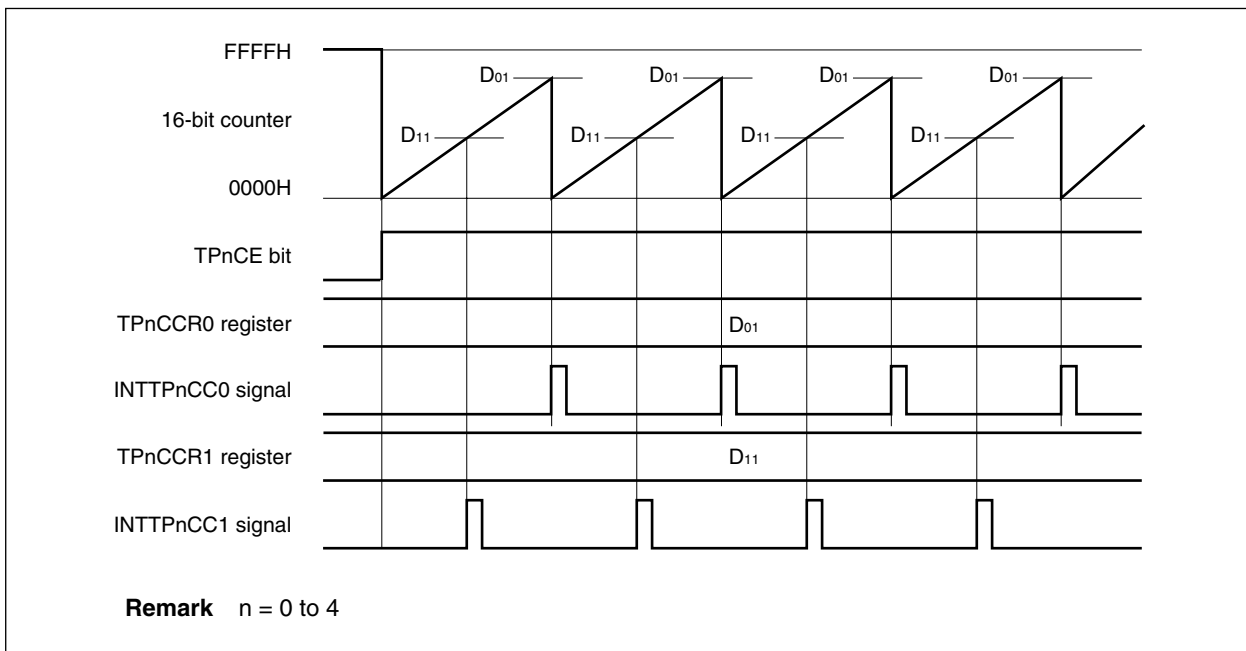 FFFFH
D01 D01 D01 D01
16-bit counter
D11 D11 D11 D11
0000H
TPnCE bit
TPnCCR0 register
D01
INTTPnCC0 signal
TPnCCR1 register
D11
INTTPnCC1 signal
Remark n = 0 to 4